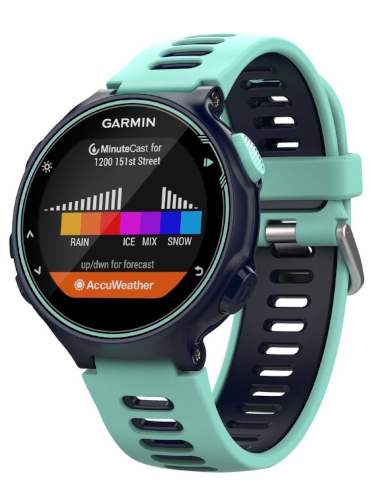 GARMIN
MinuteCast for
1200 151st Street
RAIN ICE MIX SNOW
up/dwn for forecast
AccuWeather